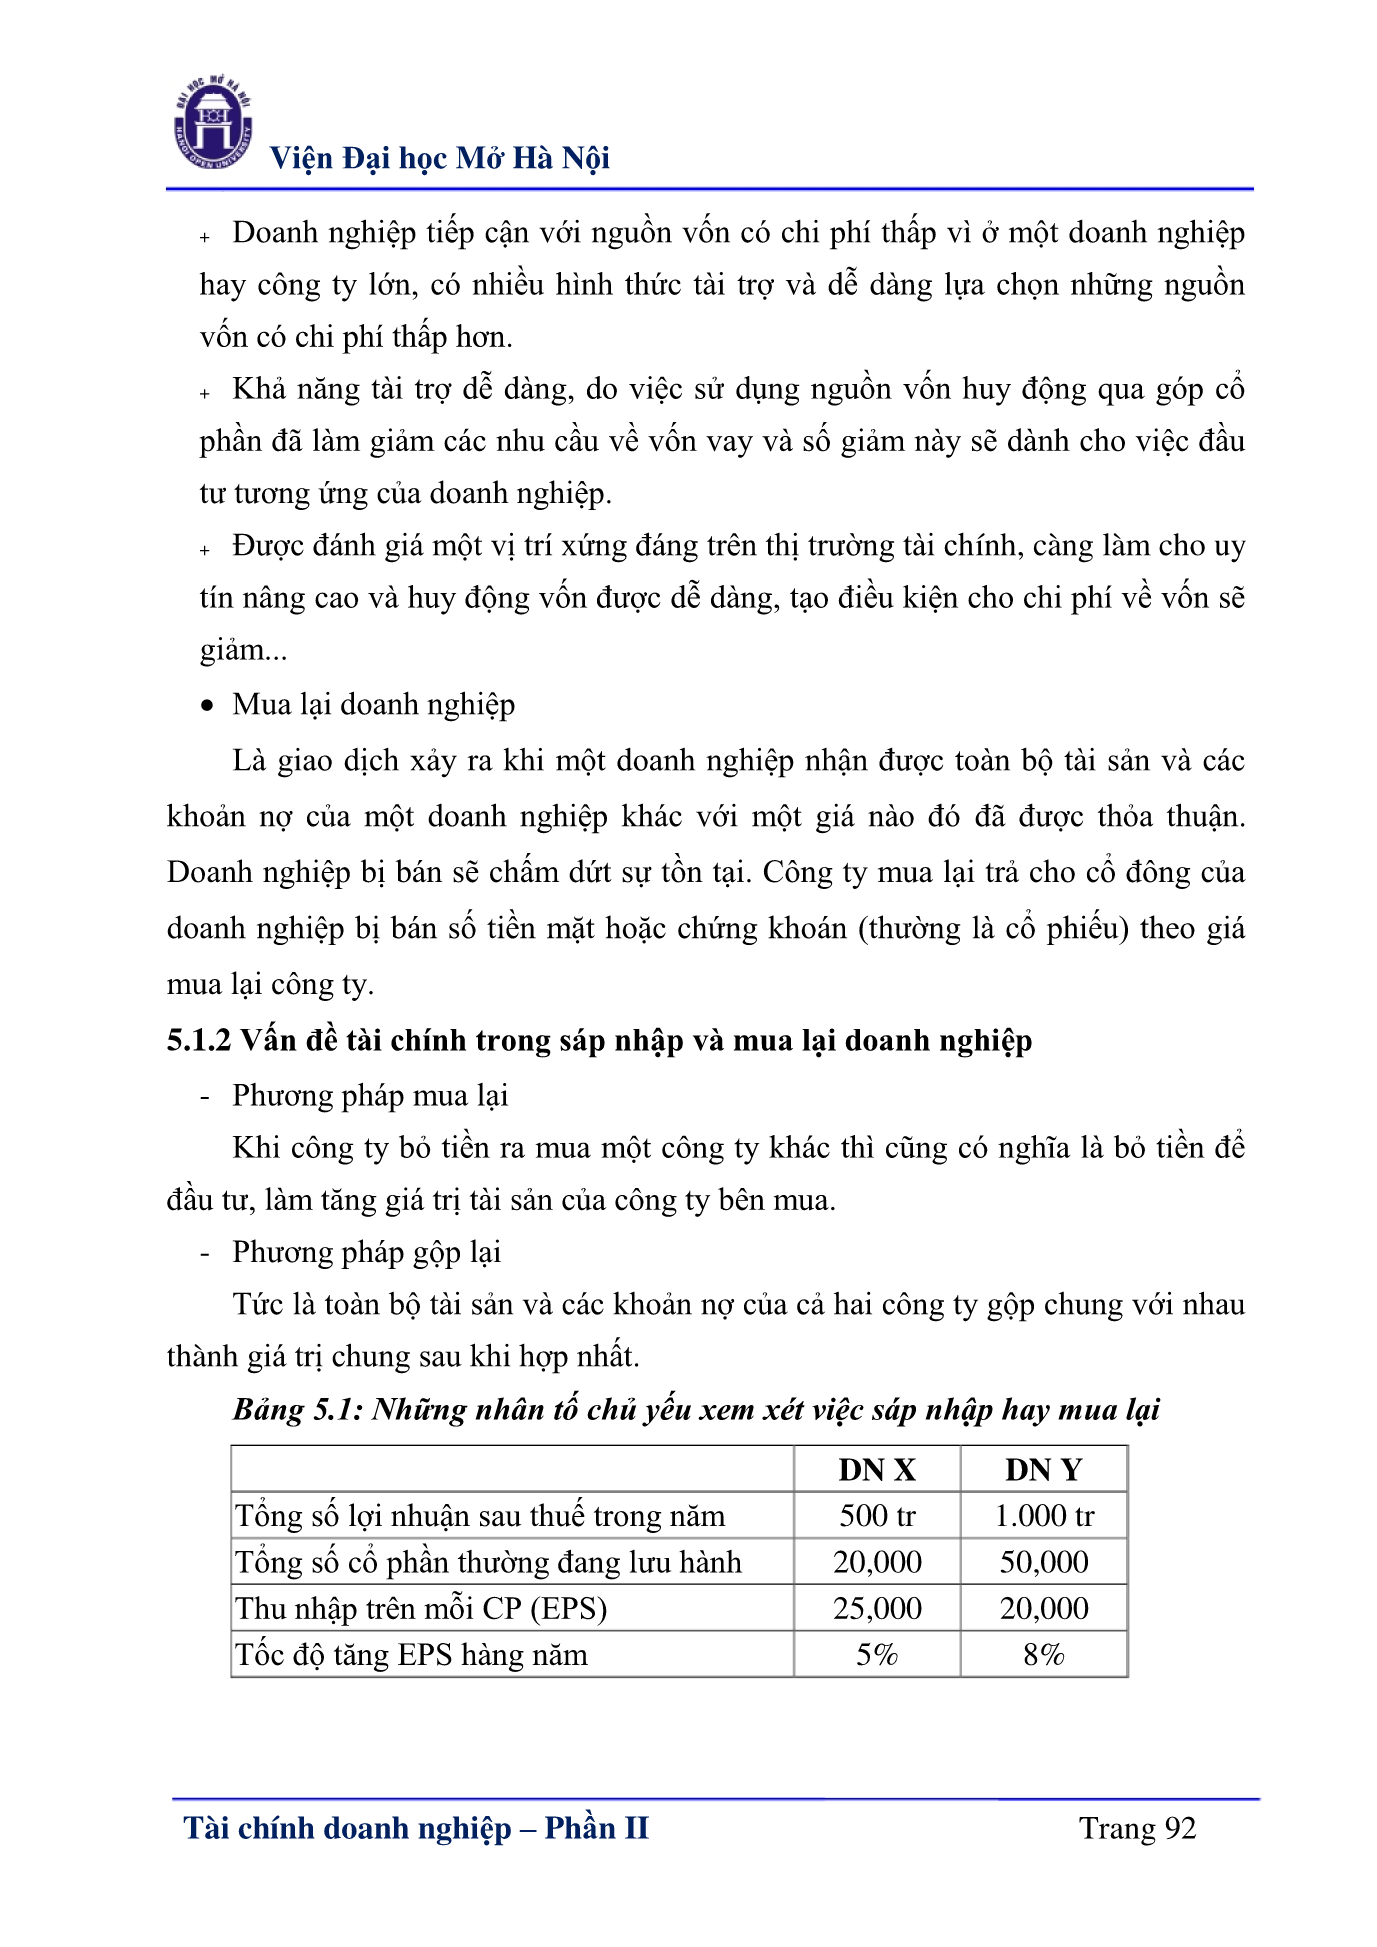 ĐẠI HỌC MỞ HÀ NỘI
HANOI OPEN UNIVERSITY
Viện Đại học Mở Hà Nội
+ Doanh nghiệp tiếp cận với nguồn vốn có chi phí thấp vì ở một doanh nghiệp
hay công ty lớn, có nhiều hình thức tài trợ và dễ dàng lựa chọn những nguồn
vốn có chi phí thấp hơn.
+ Khả năng tài trợ dễ dàng, do việc sử dụng nguồn vốn huy động qua góp cổ
phần đã làm giảm các nhu cầu về vốn vay và số giảm này sẽ dành cho việc đầu
tư tương ứng của doanh nghiệp.
+ Được đánh giá một vị trí xứng đáng trên thị trường tài chính, càng làm cho uy
tín nâng cao và huy động vốn được dễ dàng, tạo điều kiện cho chi phí về vốn sẽ
giảm...
• Mua lại doanh nghiệp
Là giao dịch xảy ra khi một doanh nghiệp nhận được toàn bộ tài sản và các
khoản nợ của một doanh nghiệp khác với một giá nào đó đã được thỏa thuận.
Doanh nghiệp bị bán sẽ chấm dứt sự tồn tại. Công ty mua lại trả cho cổ đông của
doanh nghiệp bị bán số tiền mặt hoặc chứng khoán (thường là cổ phiếu) theo giá
mua lại công ty.
5.1.2 Vấn đề tài chính trong sáp nhập và mua lại doanh nghiệp
- Phương pháp mua lại
Khi công ty bỏ tiền ra mua một công ty khác thì cũng có nghĩa là bỏ tiền để
đầu tư, làm tăng giá trị tài sản của công ty bên mua.
- Phương pháp gộp lại
Tức là toàn bộ tài sản và các khoản nợ của cả hai công ty gộp chung với nhau
thành giá trị chung sau khi hợp nhất.
Bảng 5.1: Những nhân tố chủ yếu xem xét việc sáp nhập hay mua lại
DN X DN Y
Tổng số lợi nhuận sau thuế trong năm 500 tr 1.000 tr
Tổng số cổ phần thường đang lưu hành 20,000 50,000
Thu nhập trên mỗi CP (EPS) 25,000 20,000
Tốc độ tăng EPS hàng năm 5% 8%
Tài chính doanh nghiệp – Phần II Trang 92